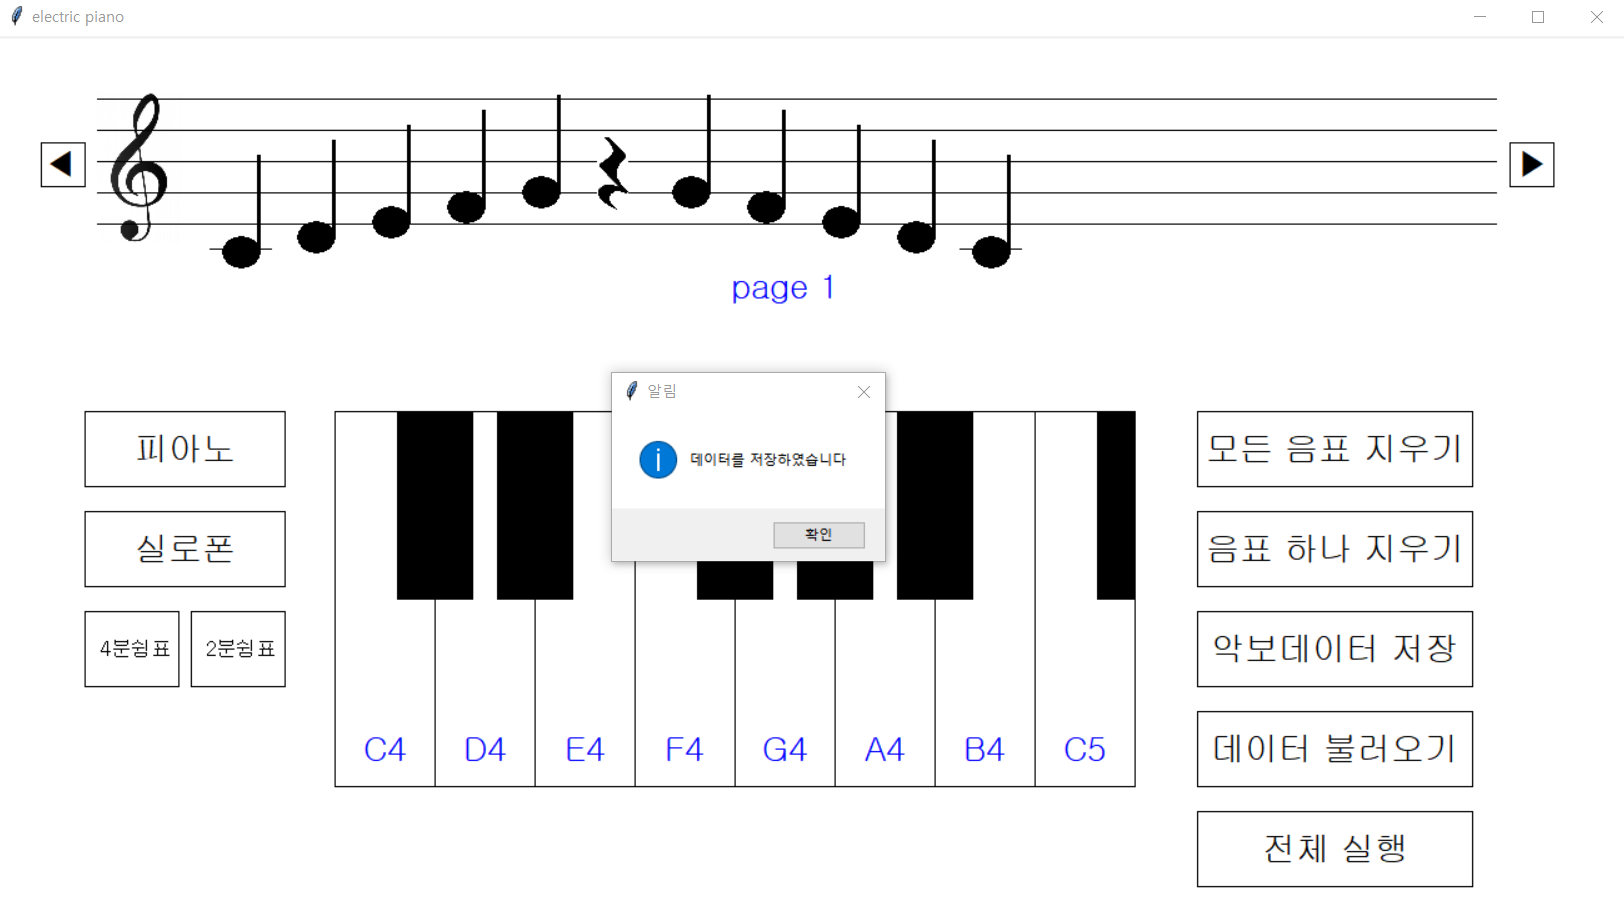 electric piano
◀
▶
page 1
알림
데이터를 저장하였습니다
확인
피아노
실로폰
4분쉼표
2분쉼표
C4 D4 E4 F4 G4 A4 B4 C5
모든 음표 지우기
음표 하나 지우기
악보데이터 저장
데이터 불러오기
전체 실행